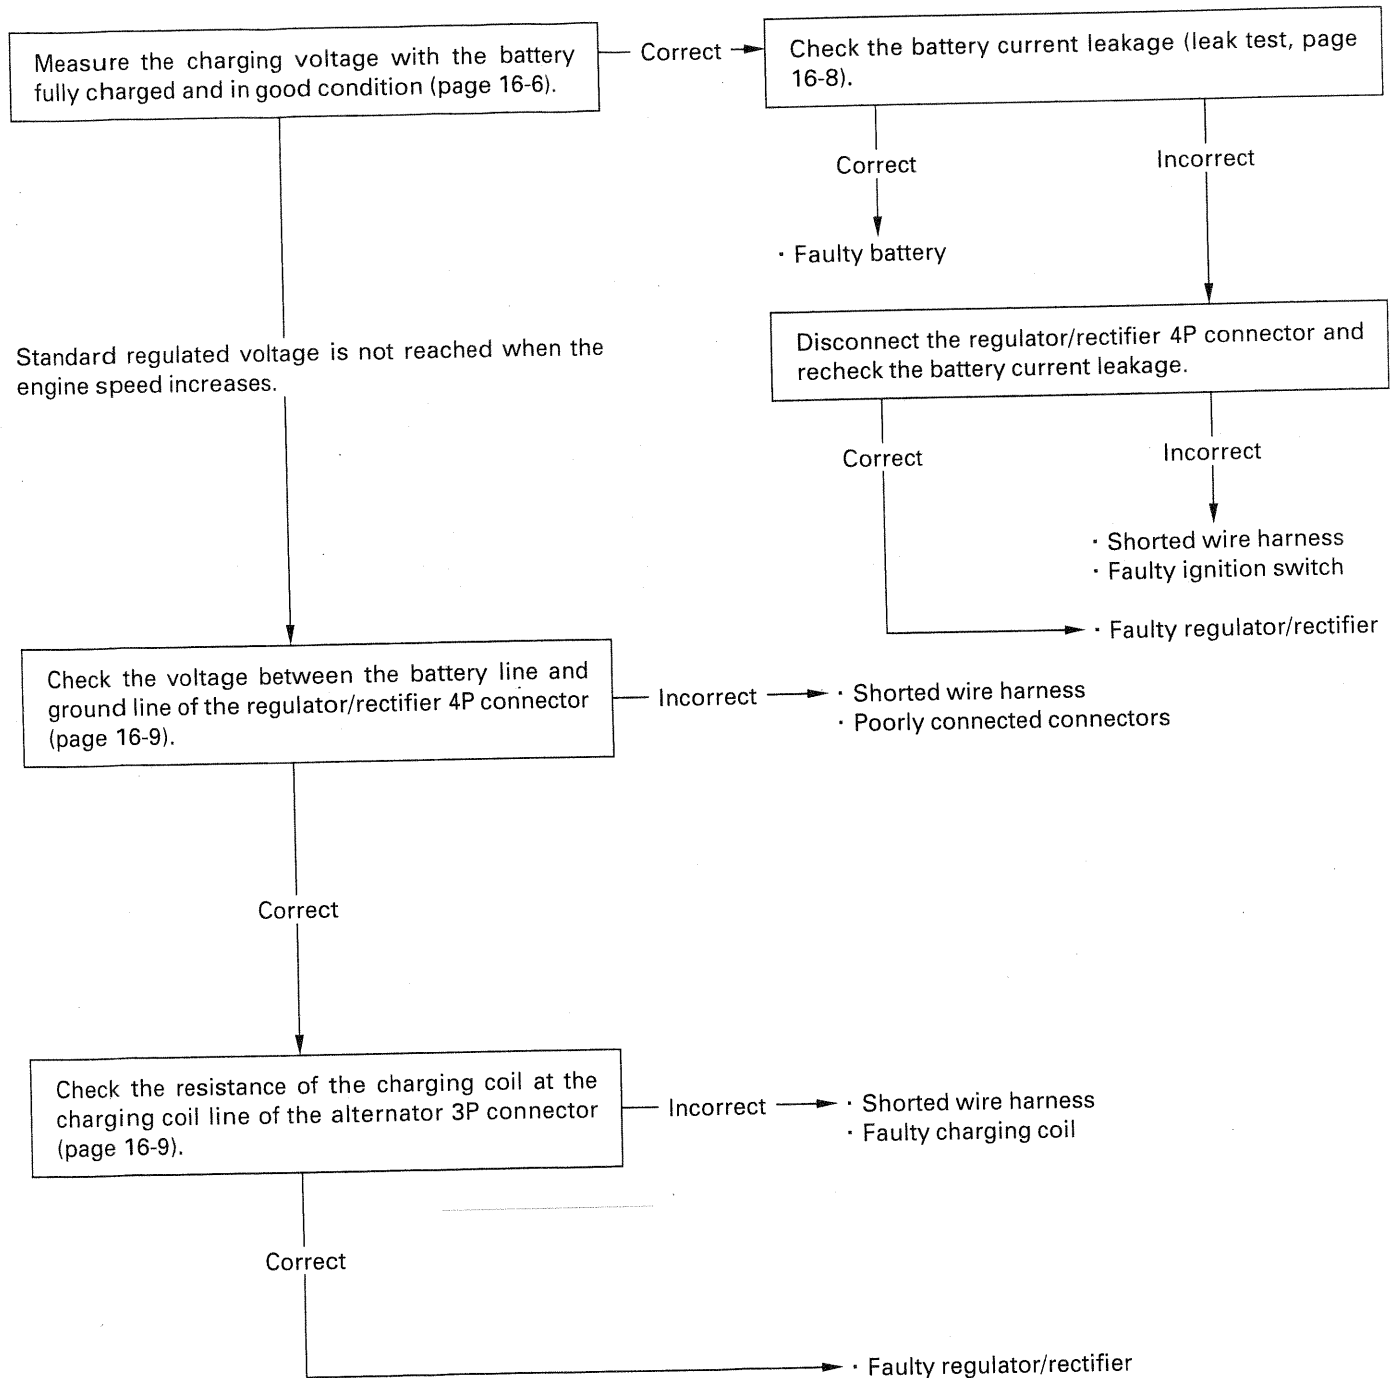 Measure the charging voltage with the battery
fully charged and in good condition (page 16-6).
Correct
Check the battery current leakage (leak test, page
16-8).
Correct
Incorrect
· Faulty battery
Disconnect the regulator/rectifier 4P connector and
recheck the battery current leakage.
Correct
Incorrect
· Shorted wire harness
· Faulty ignition switch
· Faulty regulator/rectifier
Standard regulated voltage is not reached when the
engine speed increases.
Check the voltage between the battery line and
ground line of the regulator/rectifier 4P connector
(page 16-9).
Incorrect
· Shorted wire harness
· Poorly connected connectors
Correct
Check the resistance of the charging coil at the
charging coil line of the alternator 3P connector
(page 16-9).
Incorrect
· Shorted wire harness
· Faulty charging coil
Correct
· Faulty regulator/rectifier